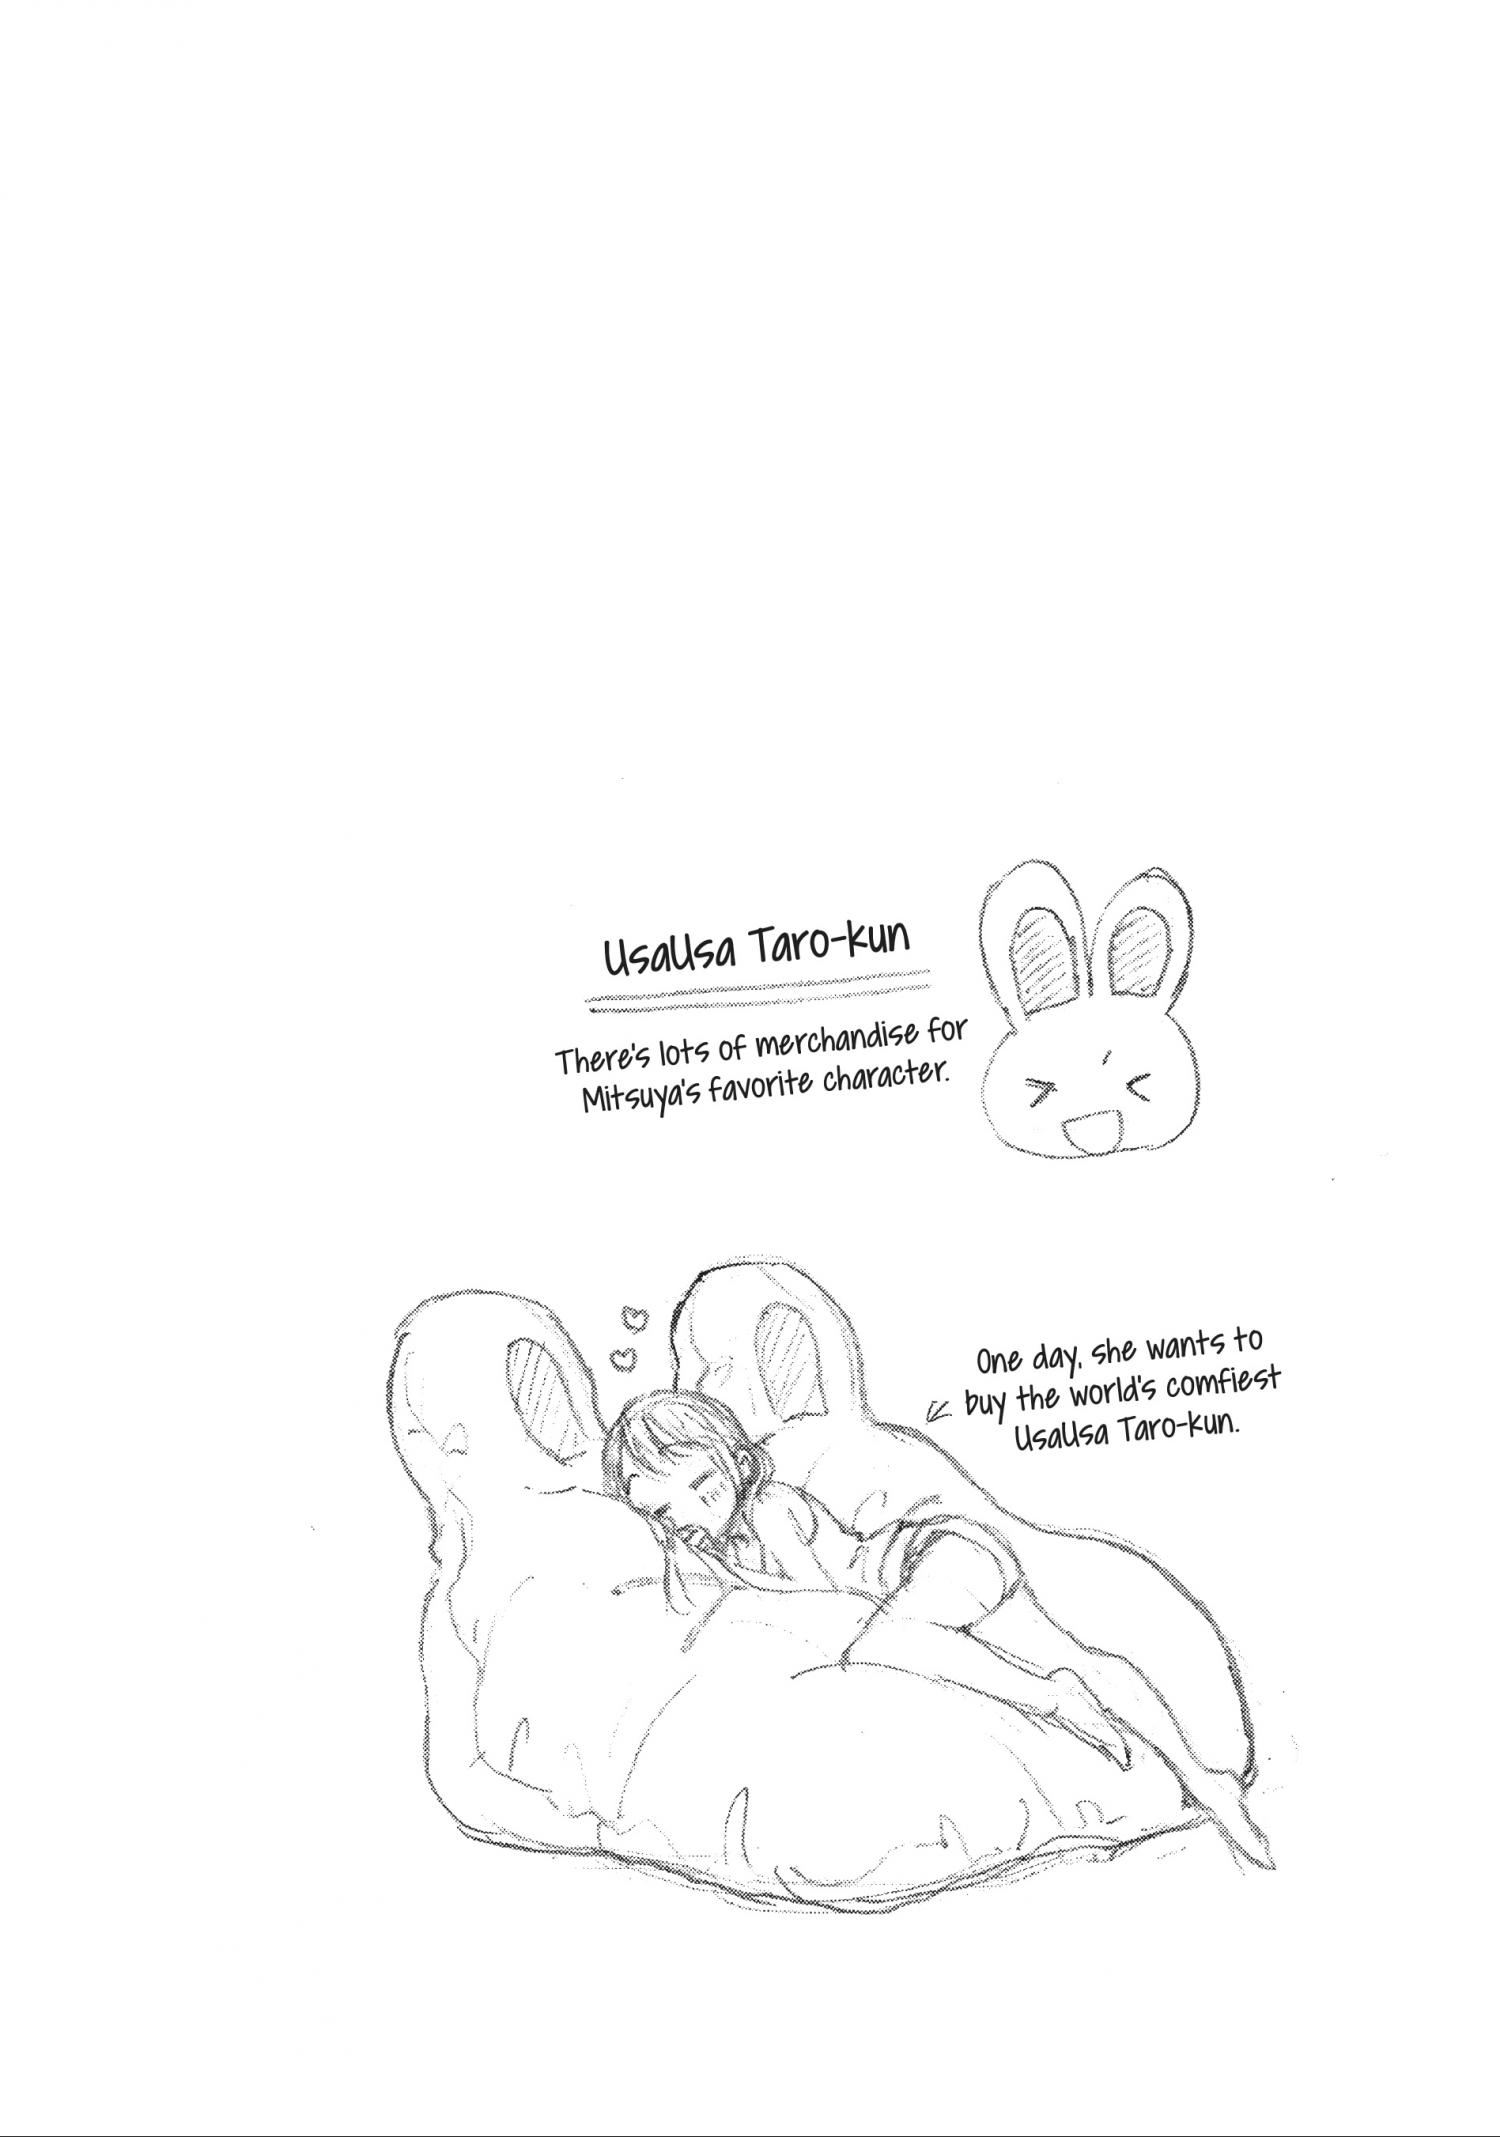 UsaUsa Taro-kun
There's lots of merchandise for
Mitsuya's favorite character.
One day, she wants to
buy the world's comfiest
UsaUsa Taro-kun.